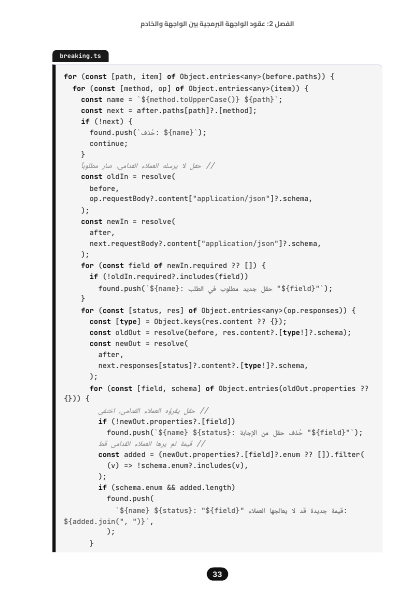 الفصل 2: عقود الواجهة البرمجية بين الواجهة والخادم
breaking.ts
for (const [path, item] of Object.entries<any>(before.paths)) {
for (const [method, op] of Object.entries<any>(item)) {
const name = `${method.toUpperCase()} ${path}`;
const next = after.paths[path]?.[method];
if (!next) {
found.push(`حُذف: ${name}`);
continue;
}
// حقل لا يرسله العملاء القدامى، صار مطلوبا
const oldIn = resolve(
before,
op.requestBody?.content["application/json"]?.schema,
);
const newIn = resolve(
after,
next.requestBody?.content["application/json"]?.schema,
);
for (const field of newIn.required ?? []) {
if (!oldIn.required?.includes(field))
found.push(`${name}: حقل جديد مطلوب في الطلب "${field}"`);
}
for (const [status, res] of Object.entries<any>(op.responses)) {
const [type] = Object.keys(res.content ?? {});
const oldOut = resolve(before, res.content?.[type!]?.schema);
const newOut = resolve(
after,
next.responses[status]?.content?.[type!]?.schema,
);
for (const [field, schema] of Object.entries(oldOut.properties ??
{})) {
// حقل يقرؤه العملاء القدامى، اختفى
if (!newOut.properties?.[field])
found.push(`${name} ${status}: حُذف حقل من الإجابة "${field}"`);
// قيمة لم يرها العملاء القدامى قط
const added = (newOut.properties?.[field]?.enum ?? []).filter(
(v) => !schema.enum?.includes(v),
);
if (schema.enum && added.length)
found.push(
`${name} ${status}: "${field}" قيمة جديدة قد لا يعالجها العملاء:
${added.join(", ")}`,
);
}
33